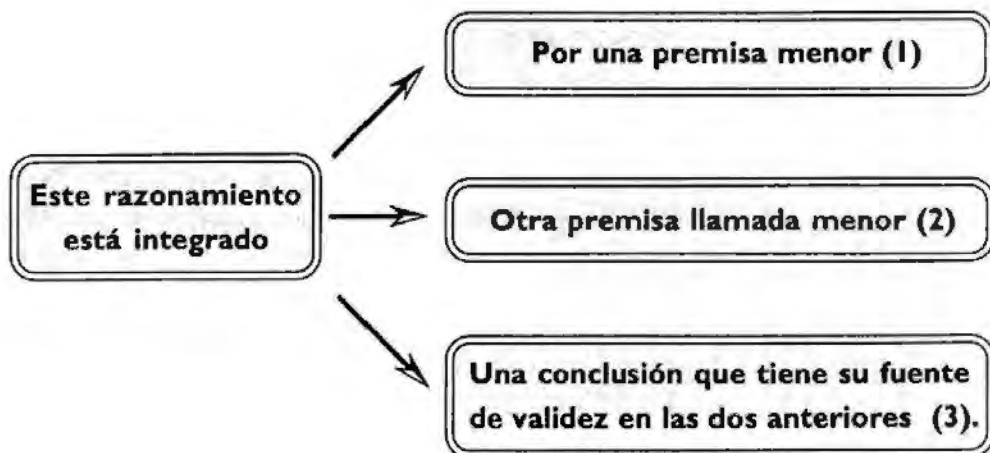 Por una premisa menor (1)
Este razonamiento
está integrado
Otra premisa llamada menor (2)
Una conclusión que tiene su fuente
de validez en las dos anteriores (3).